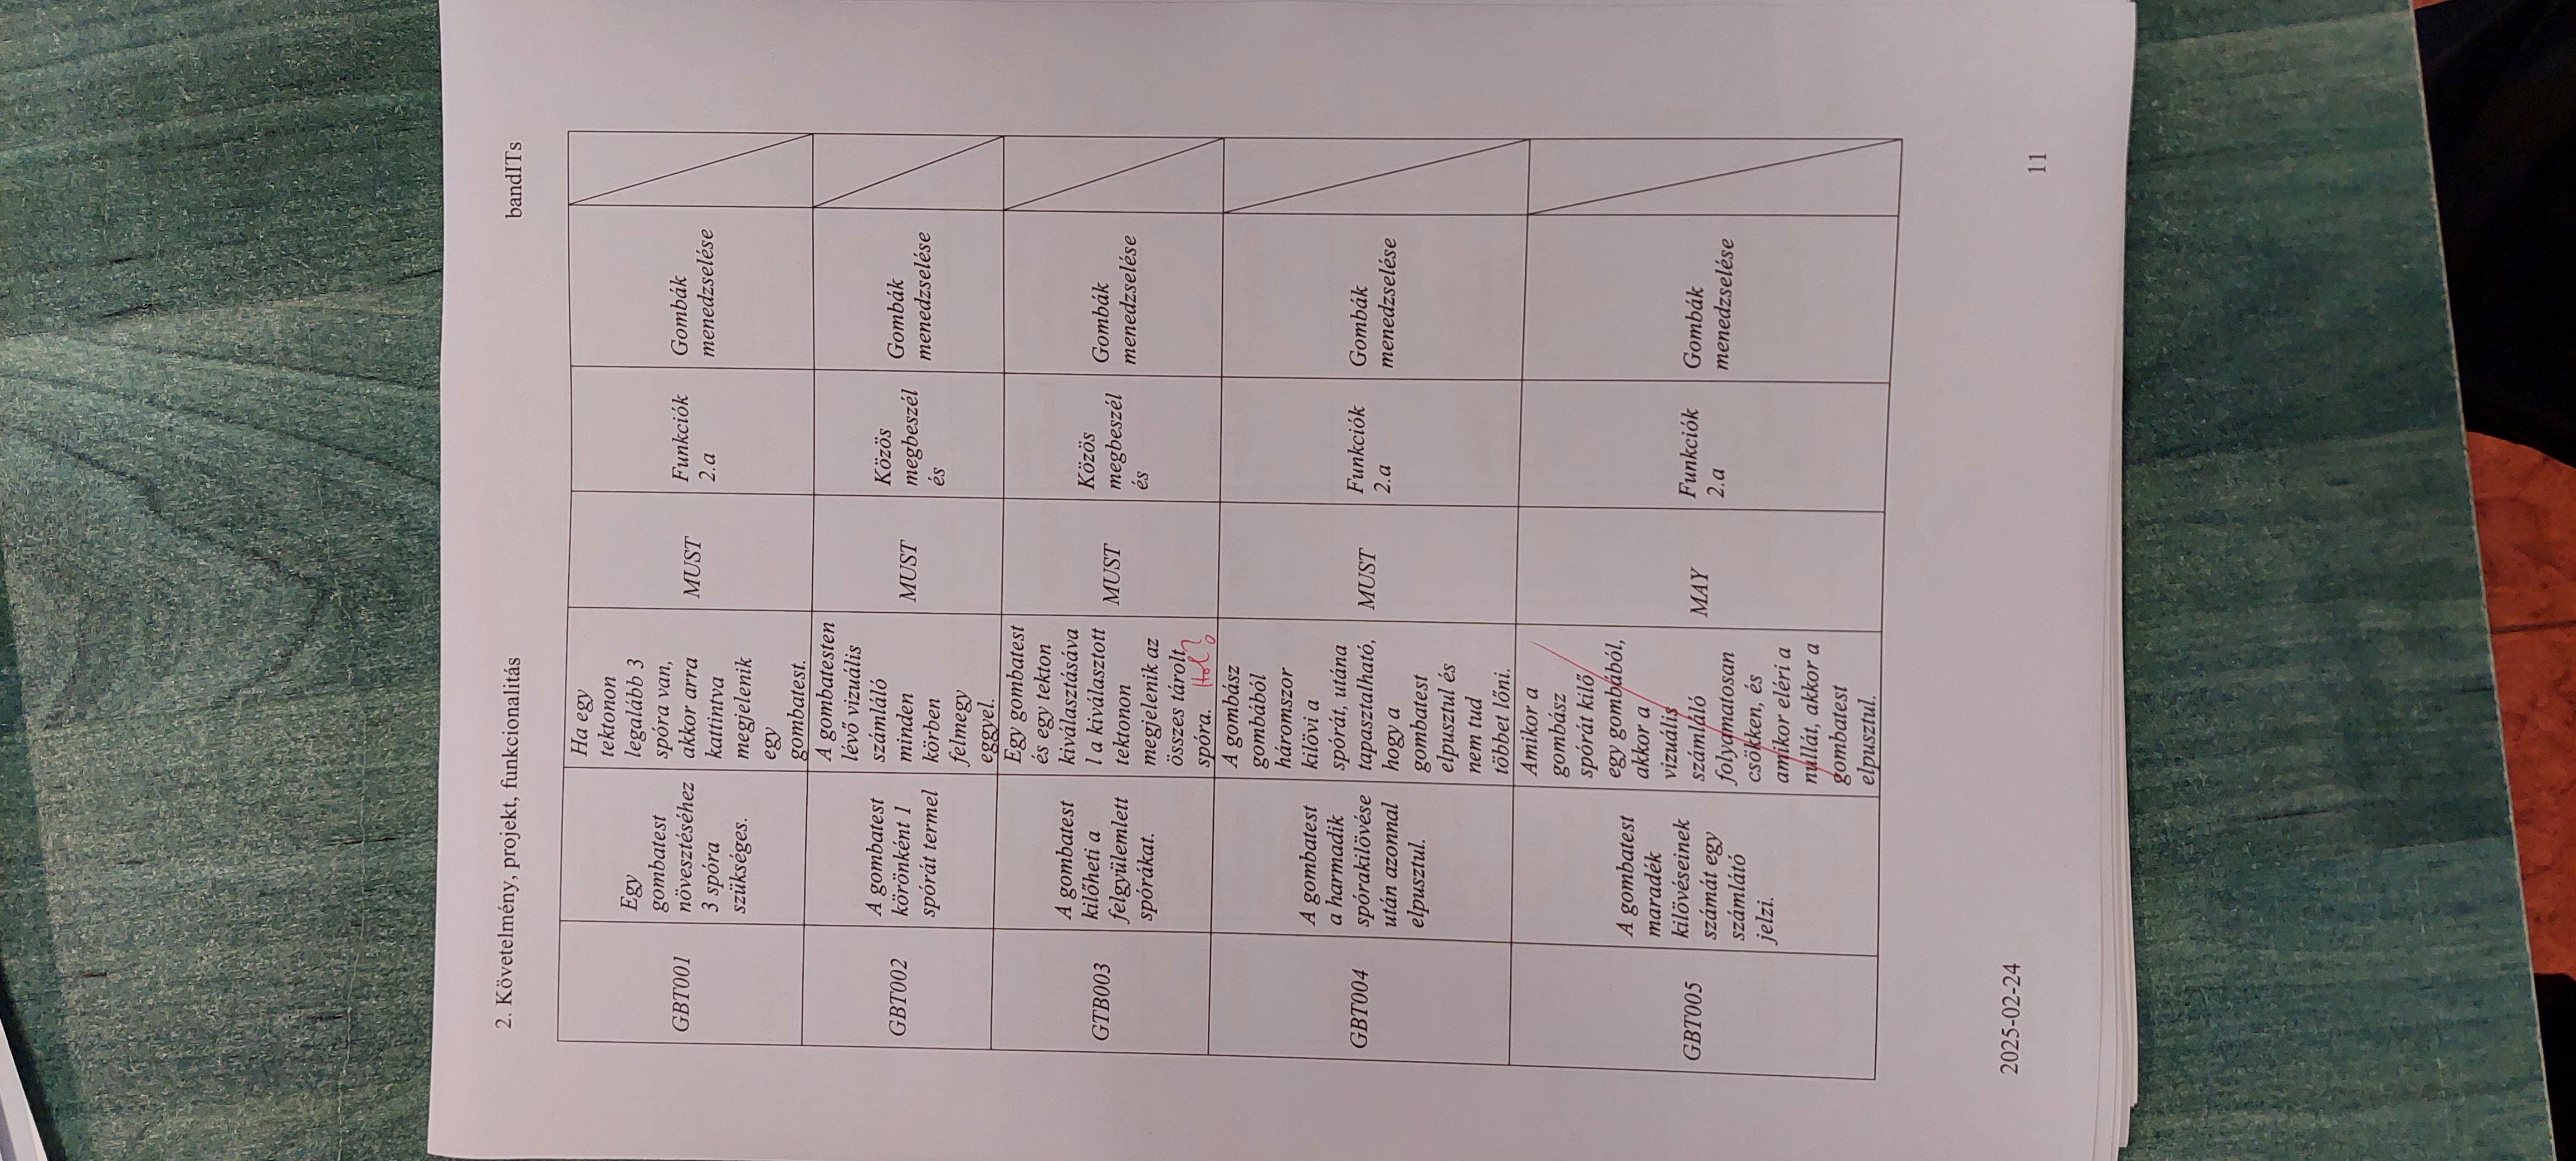 2. Követelmény, projekt, funkcionalitás
bandITs
GBT001
Egy
gombatest
növesztéséhez
3 spóra
szükséges.
Ha egy
tektonon
legalább 3
spóra van,
akkor arra
kattintva
megjelenik
egy
gombatest.
MUST
Funkciók
2.a
Gombák
menedzselése
GBT002
A gombatest
körönként 1
spórát termel
A gombatesten
lévő vizuális
számláló
minden
körben
felmegy
eggyel.
MUST
Közös
megbeszél
és
Gombák
menedzselése
GTB003
A gombatest
kilőheti a
felgyülemlett
spórákat.
Egy gombatest
és egy tekton
kiválasztásáva
l a kiválasztott
tektonon
megjelenik az
összes tárolt
spóra. Hol?
MUST
Közös
megbeszél
és
Gombák
menedzselése
GBT004
A gombatest
a harmadik
spórakilövése
után azonnal
elpusztul.
A gombász
gombából
háromszor
kilövi a
spórát, utána
tapasztalható,
hogy a
gombatest
elpusztul és
nem tud
többet lőni.
MUST
Funkciók
2.a
Gombák
menedzselése
GBT005
A gombatest
maradék
kilövéseinek
számát egy
számlátó
jelzi.
Amikor a
gombász
spórát kilő
egy gombából,
akkor a
vizuális
számláló
folyamatosan
csökken, és
amikor eléri a
nullát, akkor a
gombatest
elpusztul.
MAY
Funkciók
2.a
Gombák
menedzselése
2025-02-24
11